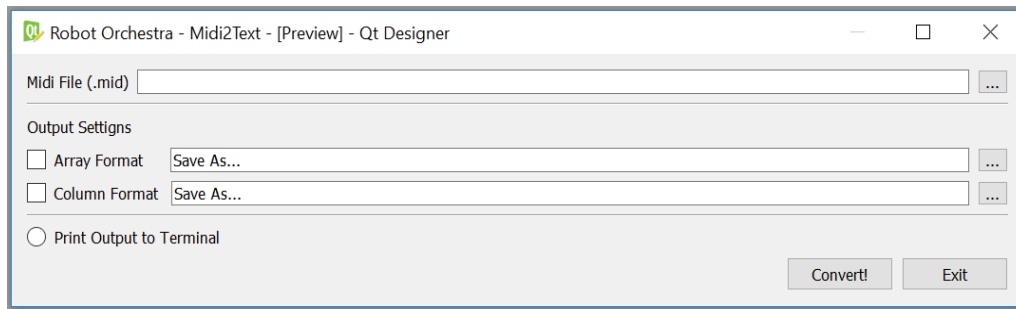 Robot Orchestra - Midi2Text - [Preview] - Qt Designer
Midi File (.mid) ...
Output Settigns
Array Format Save As... ...
Column Format Save As... ...
Print Output to Terminal
Convert! Exit